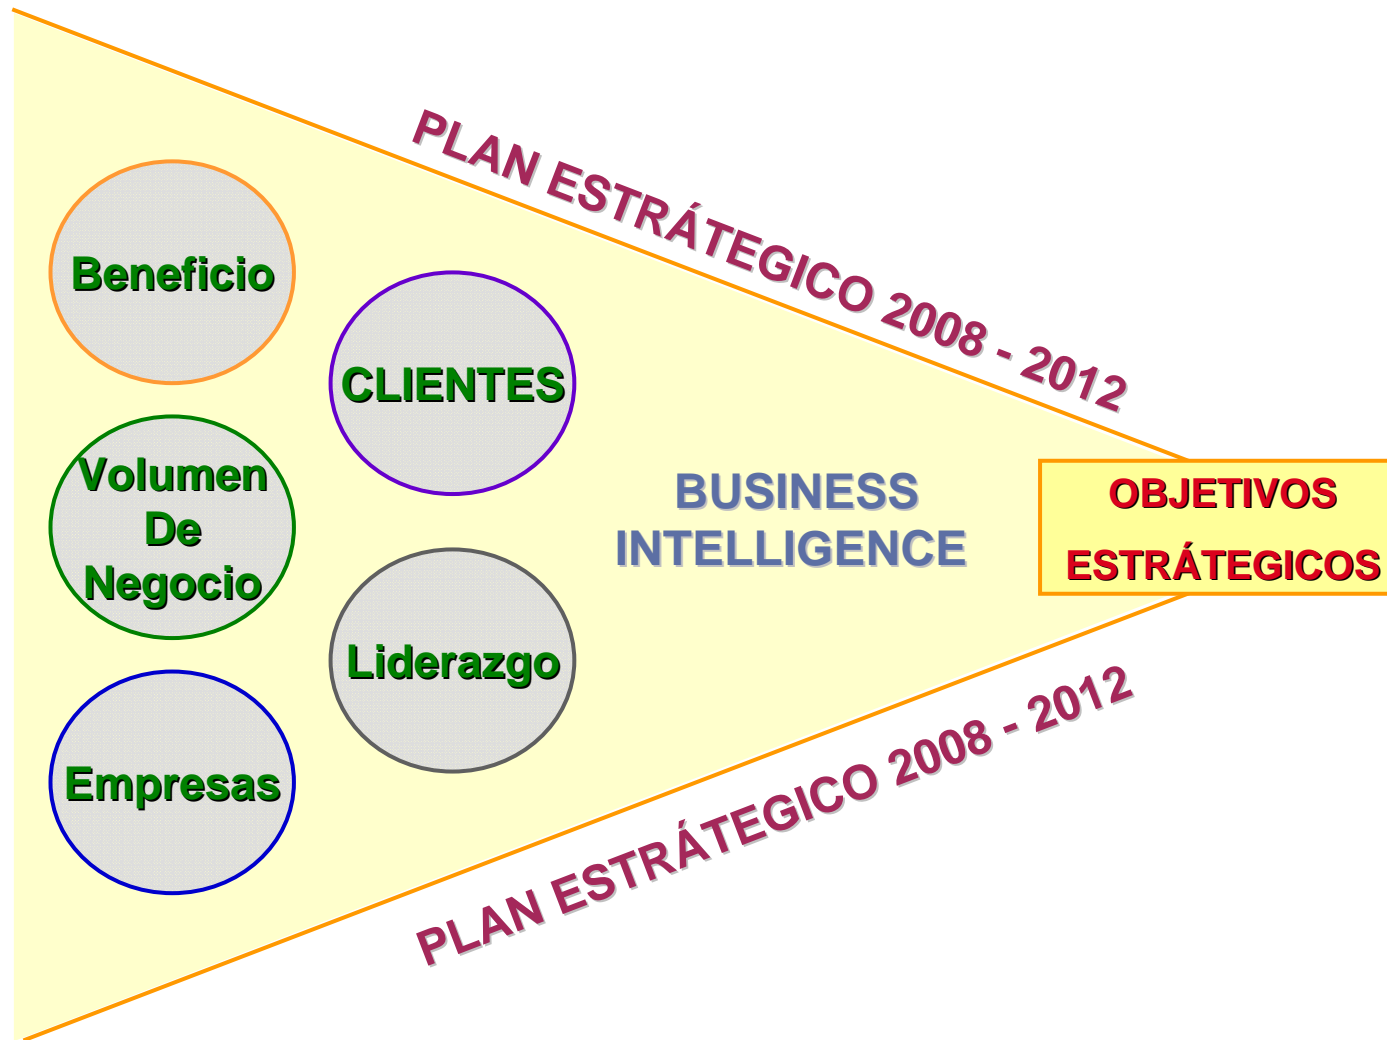 PLAN ESTRÁTEGICO 2008 - 2012
Beneficio
CLIENTES
Volumen
De
Negocio
BUSINESS
INTELLIGENCE
OBJETIVOS
ESTRÁTEGICOS
Liderazgo
Empresas
PLAN ESTRÁTEGICO 2008 - 2012